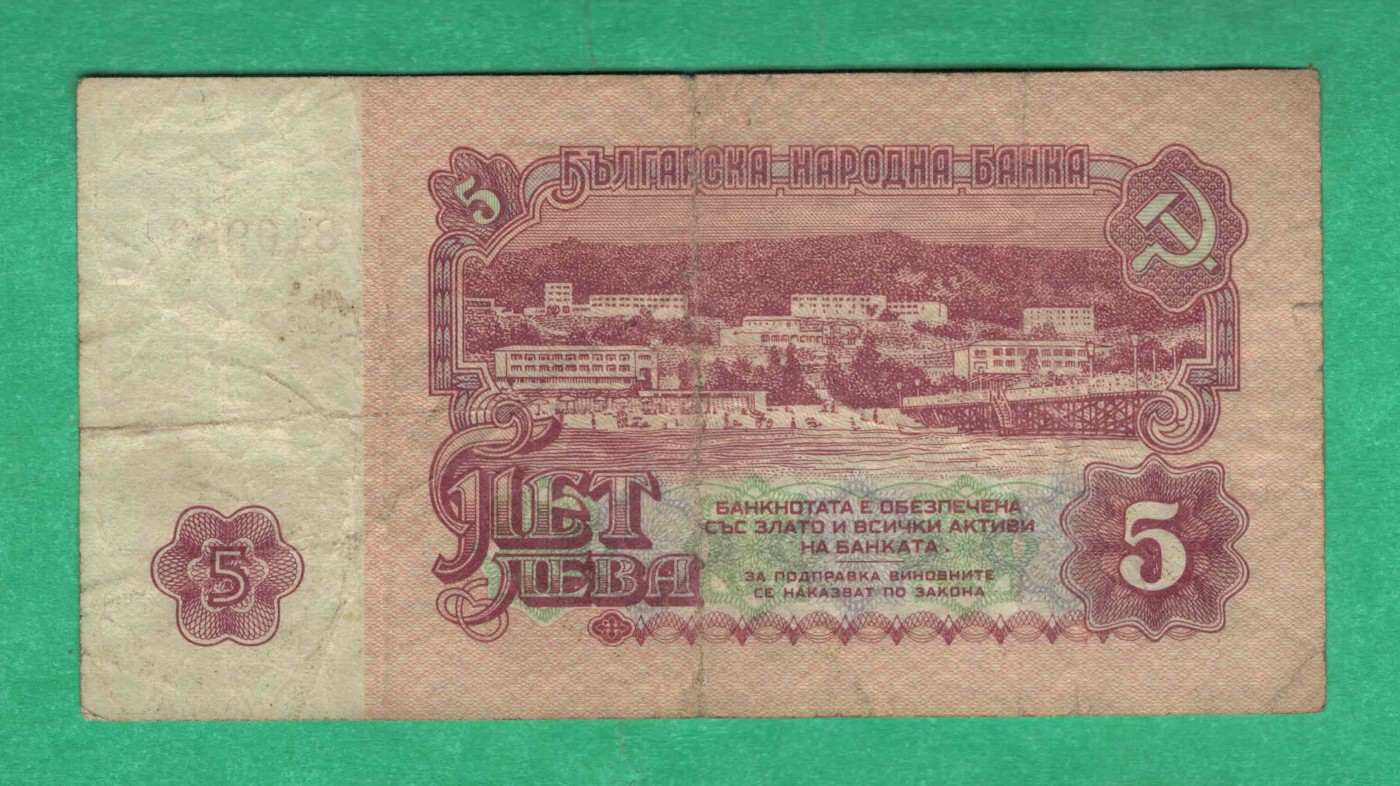 БЪЛГАРСКА НАРОДНА БАНКА
5
ПЕТ
ЛЕВА
БАНКНОТАТА Е ОБЕЗПЕЧЕНА
СЪС ЗЛАТО И ВСИЧКИ АКТИВИ
НА БАНКАТА.
ЗА ПОДПРАВКА ВИНОВНИТЕ
СЕ НАКАЗВАТ ПО ЗАКОНА
5
5